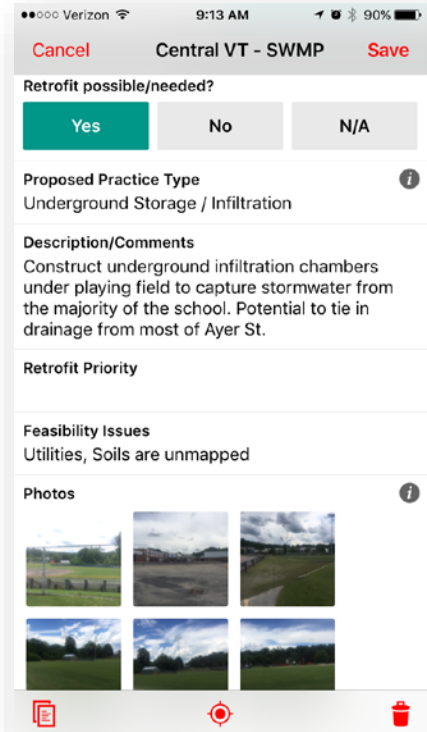 Verizon 9:13 AM 90%
Cancel Central VT - SWMP Save
Retrofit possible/needed?
Yes No N/A
Proposed Practice Type
Underground Storage / Infiltration
Description/Comments
Construct underground infiltration chambers
under playing field to capture stormwater from
the majority of the school. Potential to tie in
drainage from most of Ayer St.
Retrofit Priority
Feasibility Issues
Utilities, Soils are unmapped
Photos